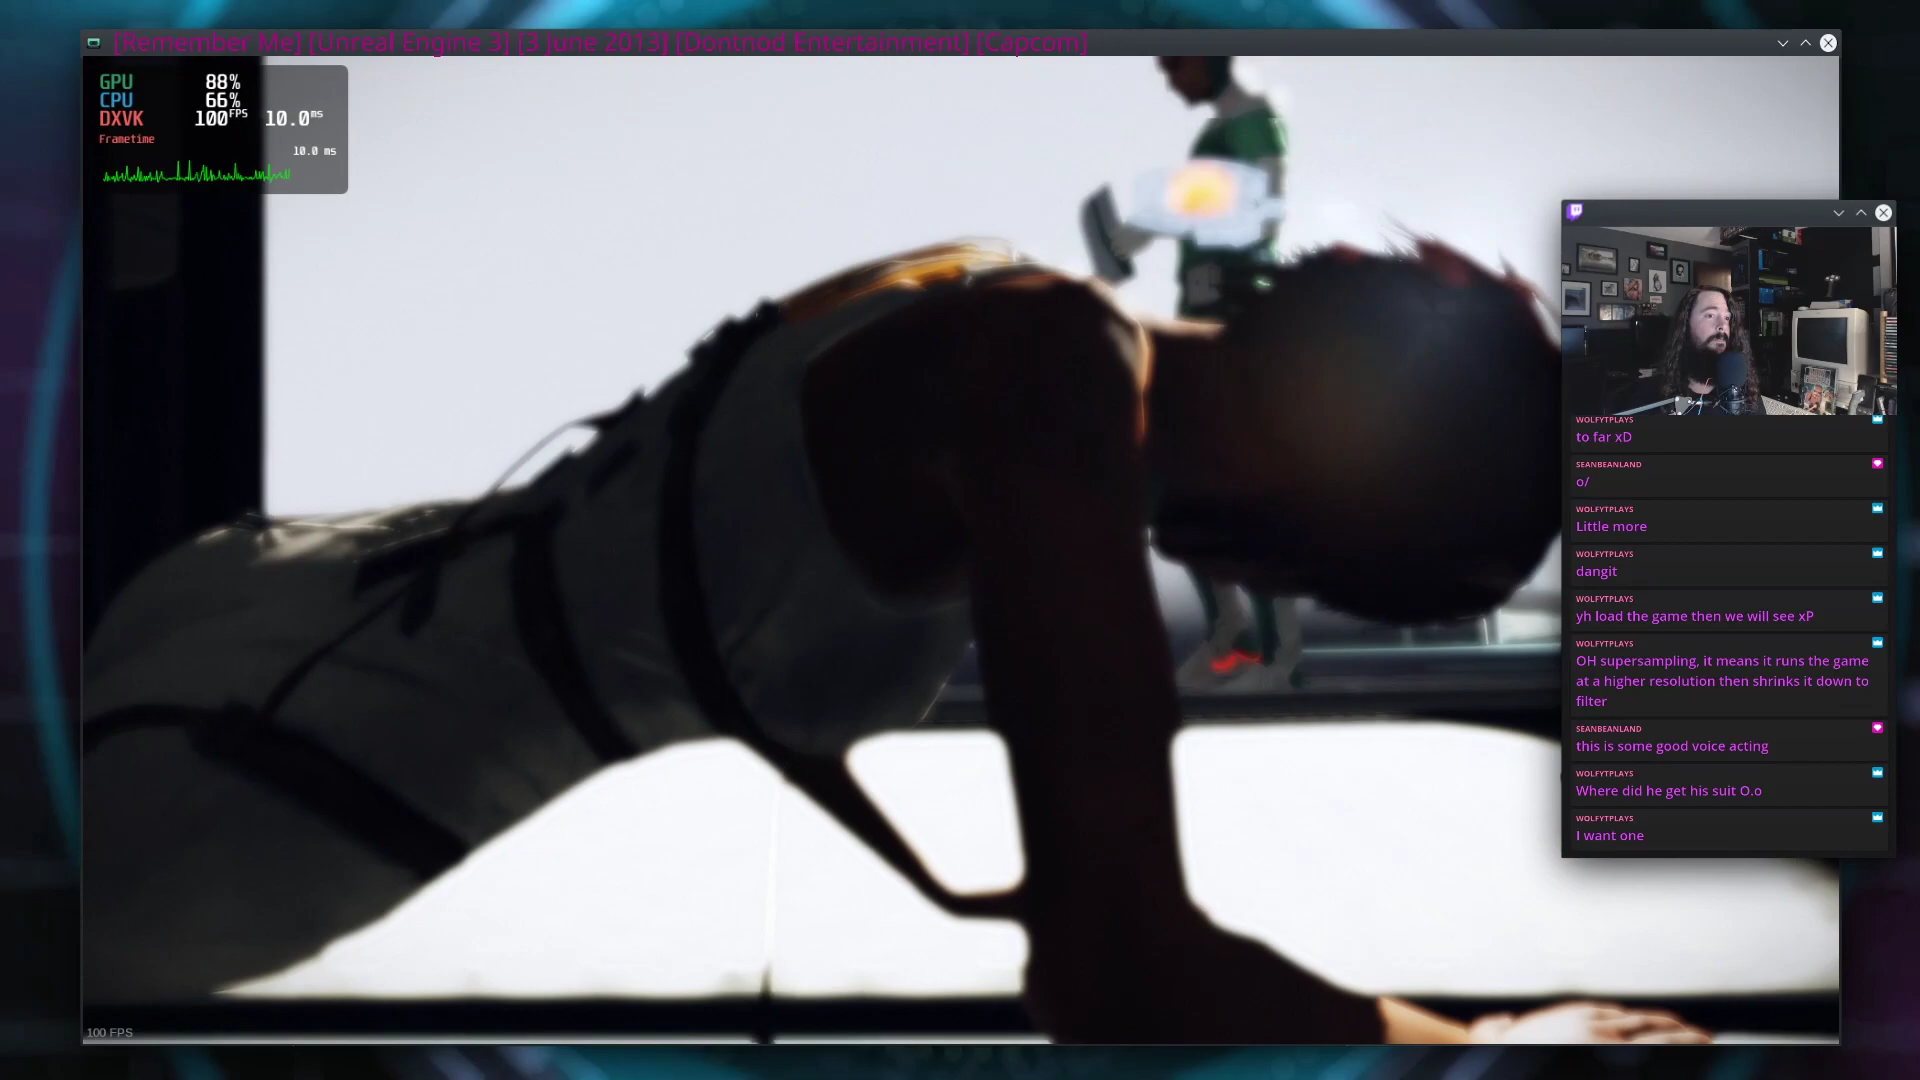 [Remember Me] [Unreal Engine 3] [3 June 2013] [Dontnod Entertainment] [Capcom]
GPU 88%
CPU 66%
DXVK 100 FPS 10.0 ms
Frametime
10.0 ms
WOLFYTPLAYS
to far xD
SEANBEANLAND
o/
WOLFYTPLAYS
Little more
WOLFYTPLAYS
dangit
WOLFYTPLAYS
yh load the game then we will see xP
WOLFYTPLAYS
OH supersampling, it means it runs the game
at a higher resolution then shrinks it down to
filter
SEANBEANLAND
this is some good voice acting
WOLFYTPLAYS
Where did he get his suit O.o
WOLFYTPLAYS
I want one
100 FPS